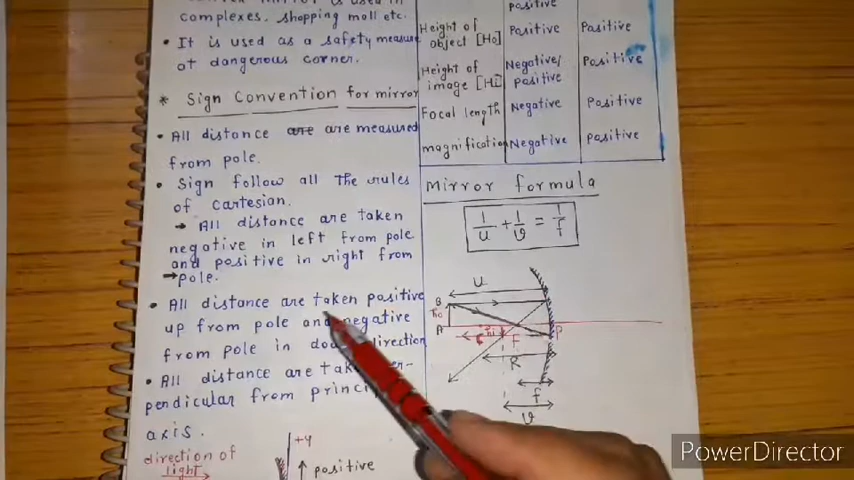 complexes. shopping moll etc.
• It is used as a safety measure
at dangerous corner.
* Sign Convention for mirror
• All distance are are measured
from pole.
• Sign follow all The rules
of Cartesian.
→ All distance are taken
negative in left from pole
and positive in right from
→ pole.
• All distance are taken positive
up from pole and negative
from pole in direction
• All distance are
pendicular from
axis.
direction of
light
+y
positive
positive
Height of Positive Positive
object [Ho]
Height of Negative/ Positive
image [Hi] positive
Focal length Negative Positive
magnification Negative Positive
Mirror formula
1/u + 1/v = 1/f
u
B
ho
A
hi
F
P
R
f
v
PowerDirector